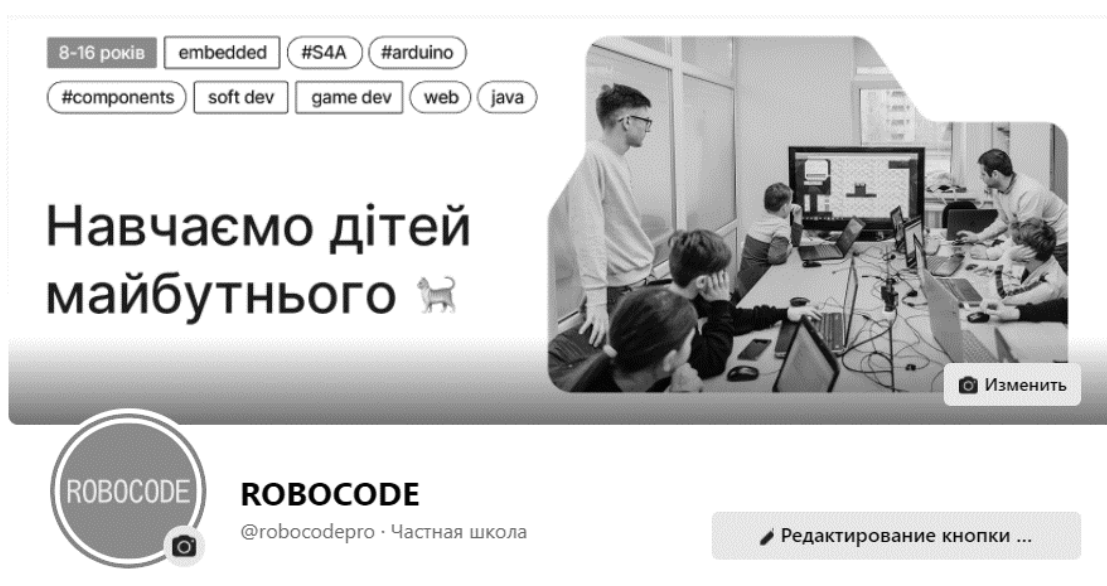 8-16 років embedded #S4A #arduino
#components soft dev game dev web java
Навчаємо дітей
майбутнього
Изменить
ROBOCODE
ROBOCODE
@robocodepro · Частная школа
Редактирование кнопки ...